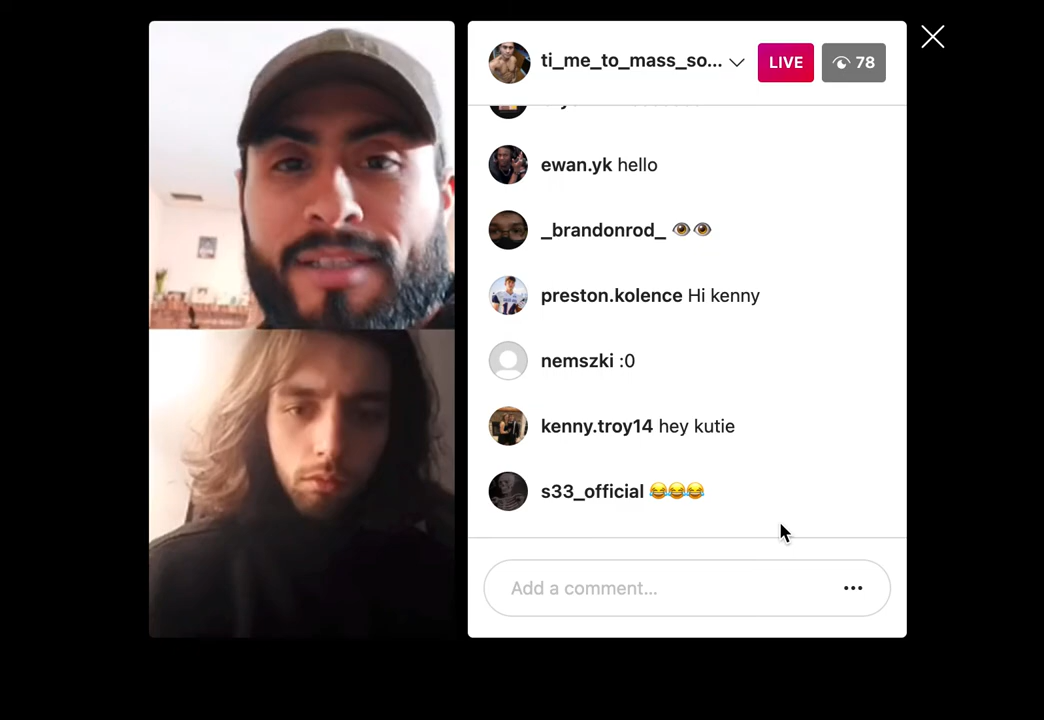 ti_me_to_mass_so...
LIVE
78
ewan.yk hello
_brandonrod_ 👁️👁️
preston.kolence Hi kenny
nemszki :0
kenny.troy14 hey kutie
s33_official 😂😂😂
Add a comment...